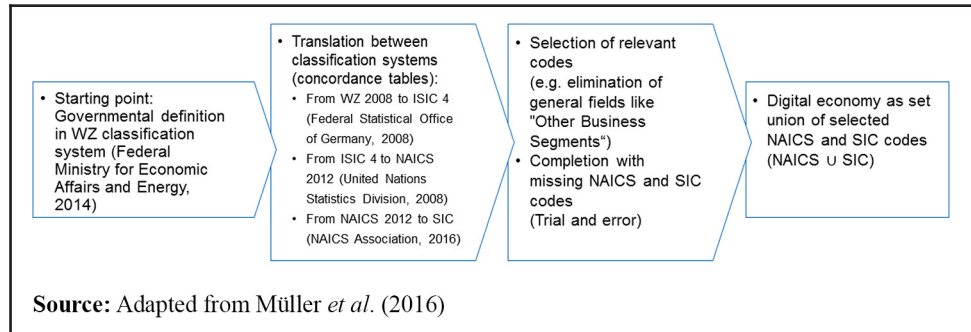 • Starting point:
Governmental definition
in WZ classification
system (Federal
Ministry for Economic
Affairs and Energy,
2014)
• Translation between
classification systems
(concordance tables):
• From WZ 2008 to ISIC 4
(Federal Statistical Office
of Germany, 2008)
• From ISIC 4 to NAICS
2012 (United Nations
Statistics Division, 2008)
• From NAICS 2012 to SIC
(NAICS Association, 2016)
• Selection of relevant
codes
(e.g. elimination of
general fields like
"Other Business
Segments“)
• Completion with
missing NAICS and SIC
codes
(Trial and error)
• Digital economy as set
union of selected
NAICS and SIC codes
(NAICS ∪ SIC)
Source: Adapted from Müller et al. (2016)